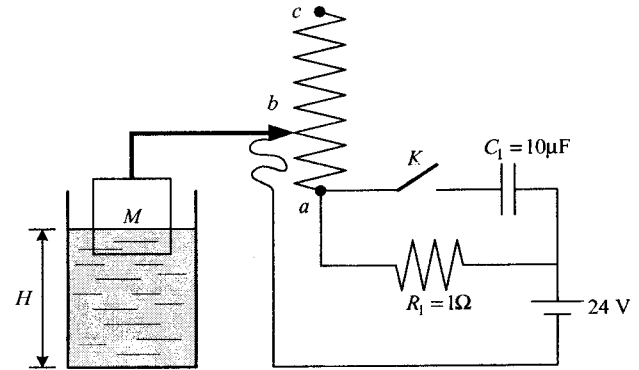 c
b
K
C₁ = 10μF
a
M
H
R₁ = 1Ω
24 V